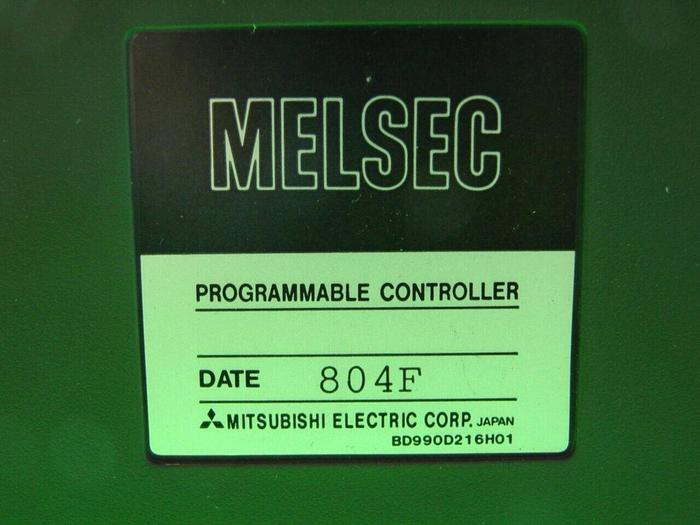 MELSEC
PROGRAMMABLE CONTROLLER
DATE 804F
MITSUBISHI ELECTRIC CORP. JAPAN
BD990D216H01